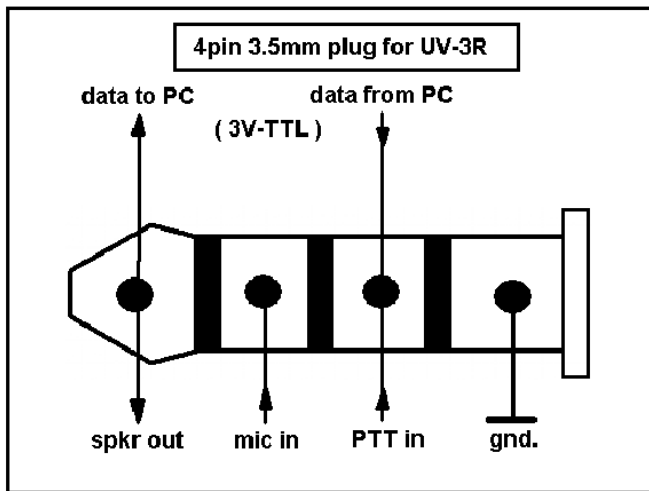 4pin 3.5mm plug for UV-3R
data to PC data from PC
( 3V-TTL )
spkr out mic in PTT in gnd.